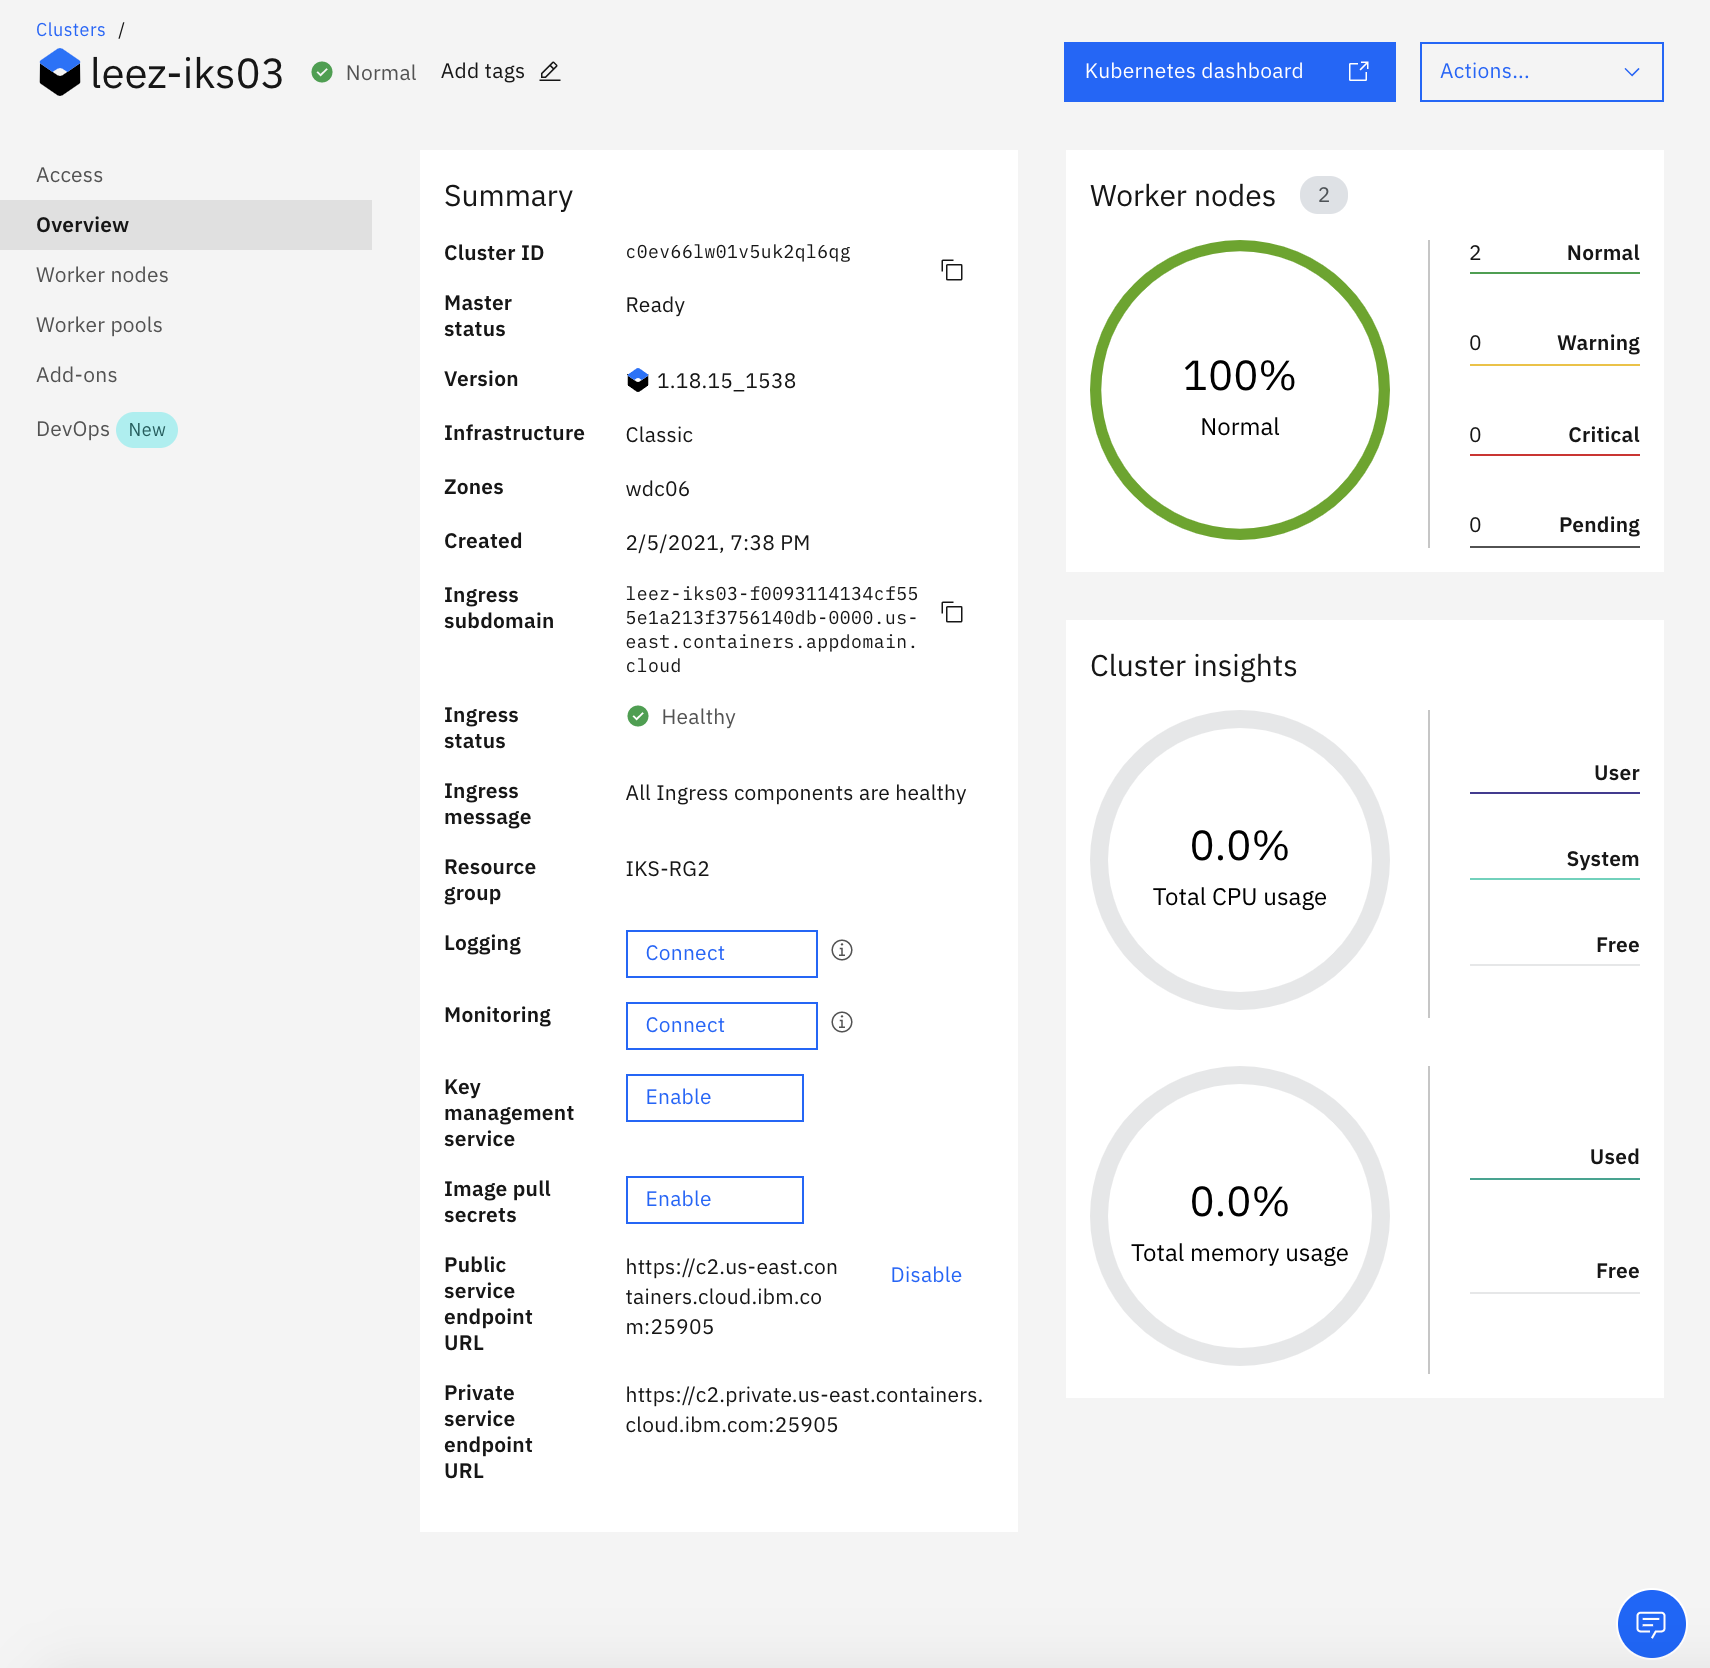 Clusters /
leez-iks03
Normal
Add tags
Kubernetes dashboard
Actions...
Access
Overview
Worker nodes
Worker pools
Add-ons
DevOps New
Summary
Cluster ID c0ev66lw01v5uk2ql6qg
Master
status
Ready
Version 1.18.15_1538
Infrastructure Classic
Zones wdc06
Created 2/5/2021, 7:38 PM
Ingress
subdomain
leez-iks03-f0093114134cf55
5e1a213f3756140db-0000.us-
east.containers.appdomain.
cloud
Ingress
status
Healthy
Ingress
message
All Ingress components are healthy
Resource
group
IKS-RG2
Logging Connect
Monitoring Connect
Key
management
service
Enable
Image pull
secrets
Enable
Public
service
endpoint
URL
https://c2.us-east.con
tainers.cloud.ibm.co
m:25905
Disable
Private
service
endpoint
URL
https://c2.private.us-east.containers.
cloud.ibm.com:25905
Worker nodes 2
100%
Normal
2 Normal
0 Warning
0 Critical
0 Pending
Cluster insights
0.0%
Total CPU usage
User
System
Free
0.0%
Total memory usage
Used
Free